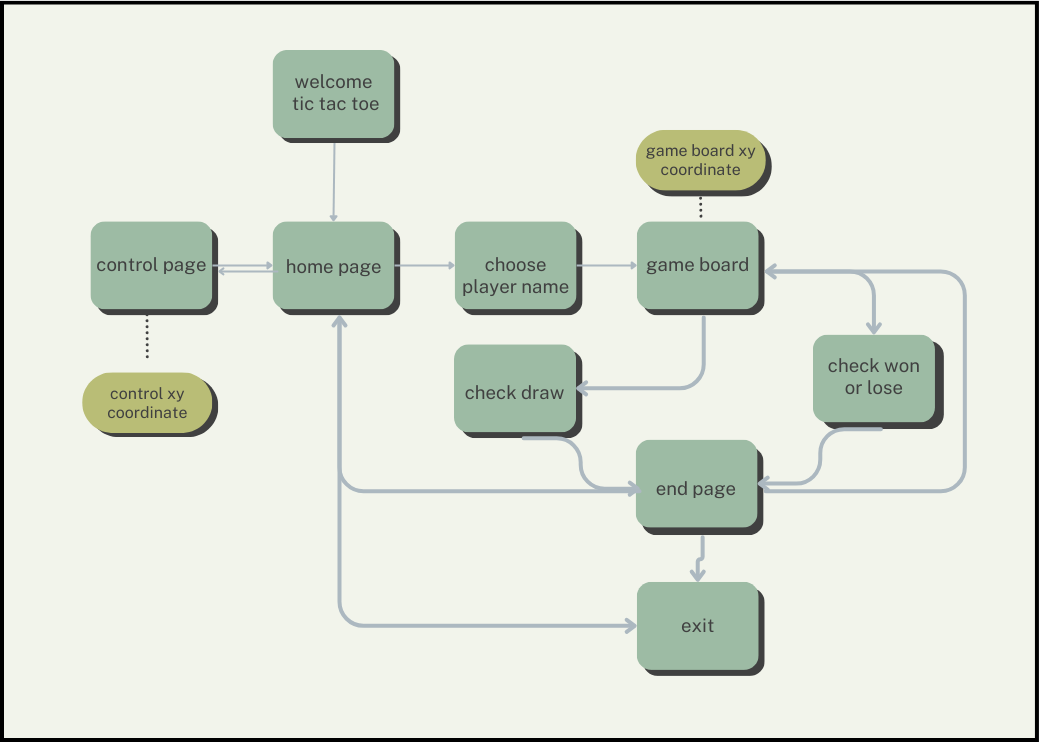 welcome
tic tac toe
game board xy
coordinate
control page
home page
choose
player name
game board
check won
or lose
check draw
control xy
coordinate
end page
exit